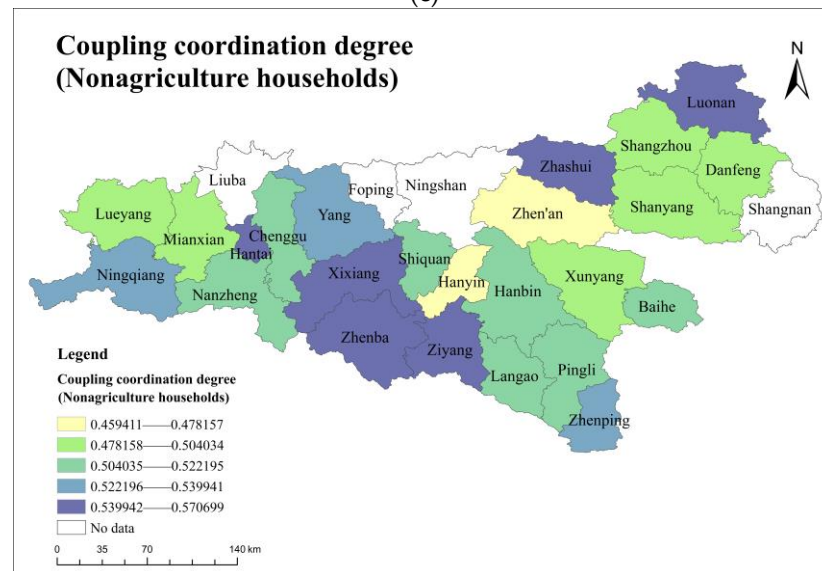 Coupling coordination degree
(Nonagriculture households)
N
Luonan
Shangzhou
Zhashui
Danfeng
Liuba
Foping
Ningshan
Shangnan
Lueyang
Yang
Zhen'an
Shanyang
Mianxian
Chenggu
Hantai
Shiquan
Ningqiang
Xixiang
Hanyin
Xunyang
Nanzheng
Hanbin
Baihe
Zhenba
Ziyang
Langao
Pingli
Zhenping
Legend
Coupling coordination degree
(Nonagriculture households)
0.459411——0.478157
0.478158——0.504034
0.504035——0.522195
0.522196——0.539941
0.539942——0.570699
No data
0 35 70 140 km